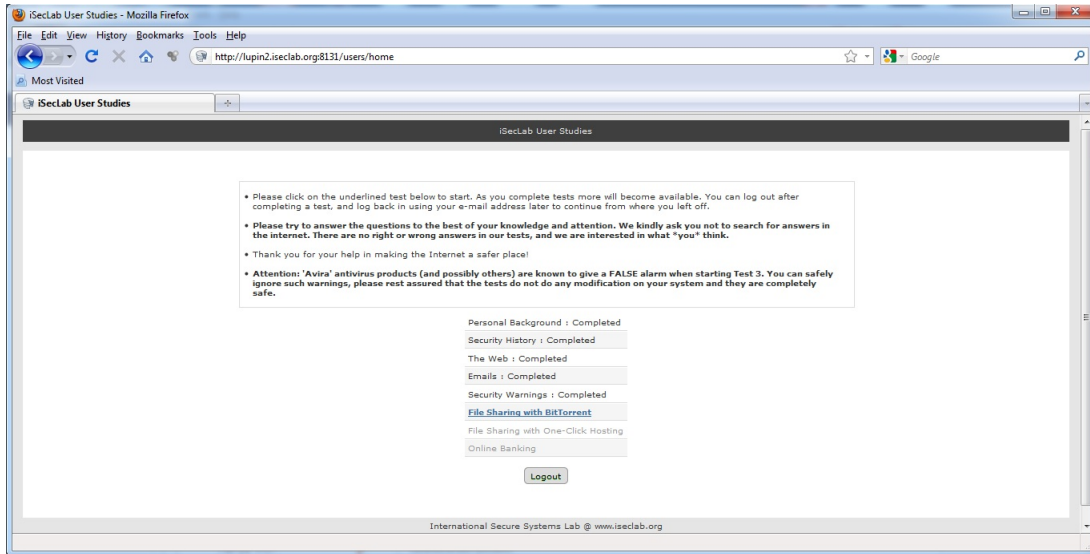 iSecLab User Studies - Mozilla Firefox
File Edit View History Bookmarks Tools Help
http://lupin2.iseclab.org:8131/users/home
Google
Most Visited
iSecLab User Studies
iSecLab User Studies
• Please click on the underlined test below to start. As you complete tests more will become available. You can log out after
completing a test, and log back in using your e-mail address later to continue from where you left off.
• Please try to answer the questions to the best of your knowledge and attention. We kindly ask you not to search for answers in
the internet. There are no right or wrong answers in our tests, and we are interested in what *you* think.
• Thank you for your help in making the Internet a safer place!
• Attention: 'Avira' antivirus products (and possibly others) are known to give a FALSE alarm when starting Test 3. You can safely
ignore such warnings, please rest assured that the tests do not do any modification on your system and they are completely
safe.
Personal Background : Completed
Security History : Completed
The Web : Completed
Emails : Completed
Security Warnings : Completed
File Sharing with BitTorrent
File Sharing with One-Click Hosting
Online Banking
Logout
International Secure Systems Lab @ www.iseclab.org